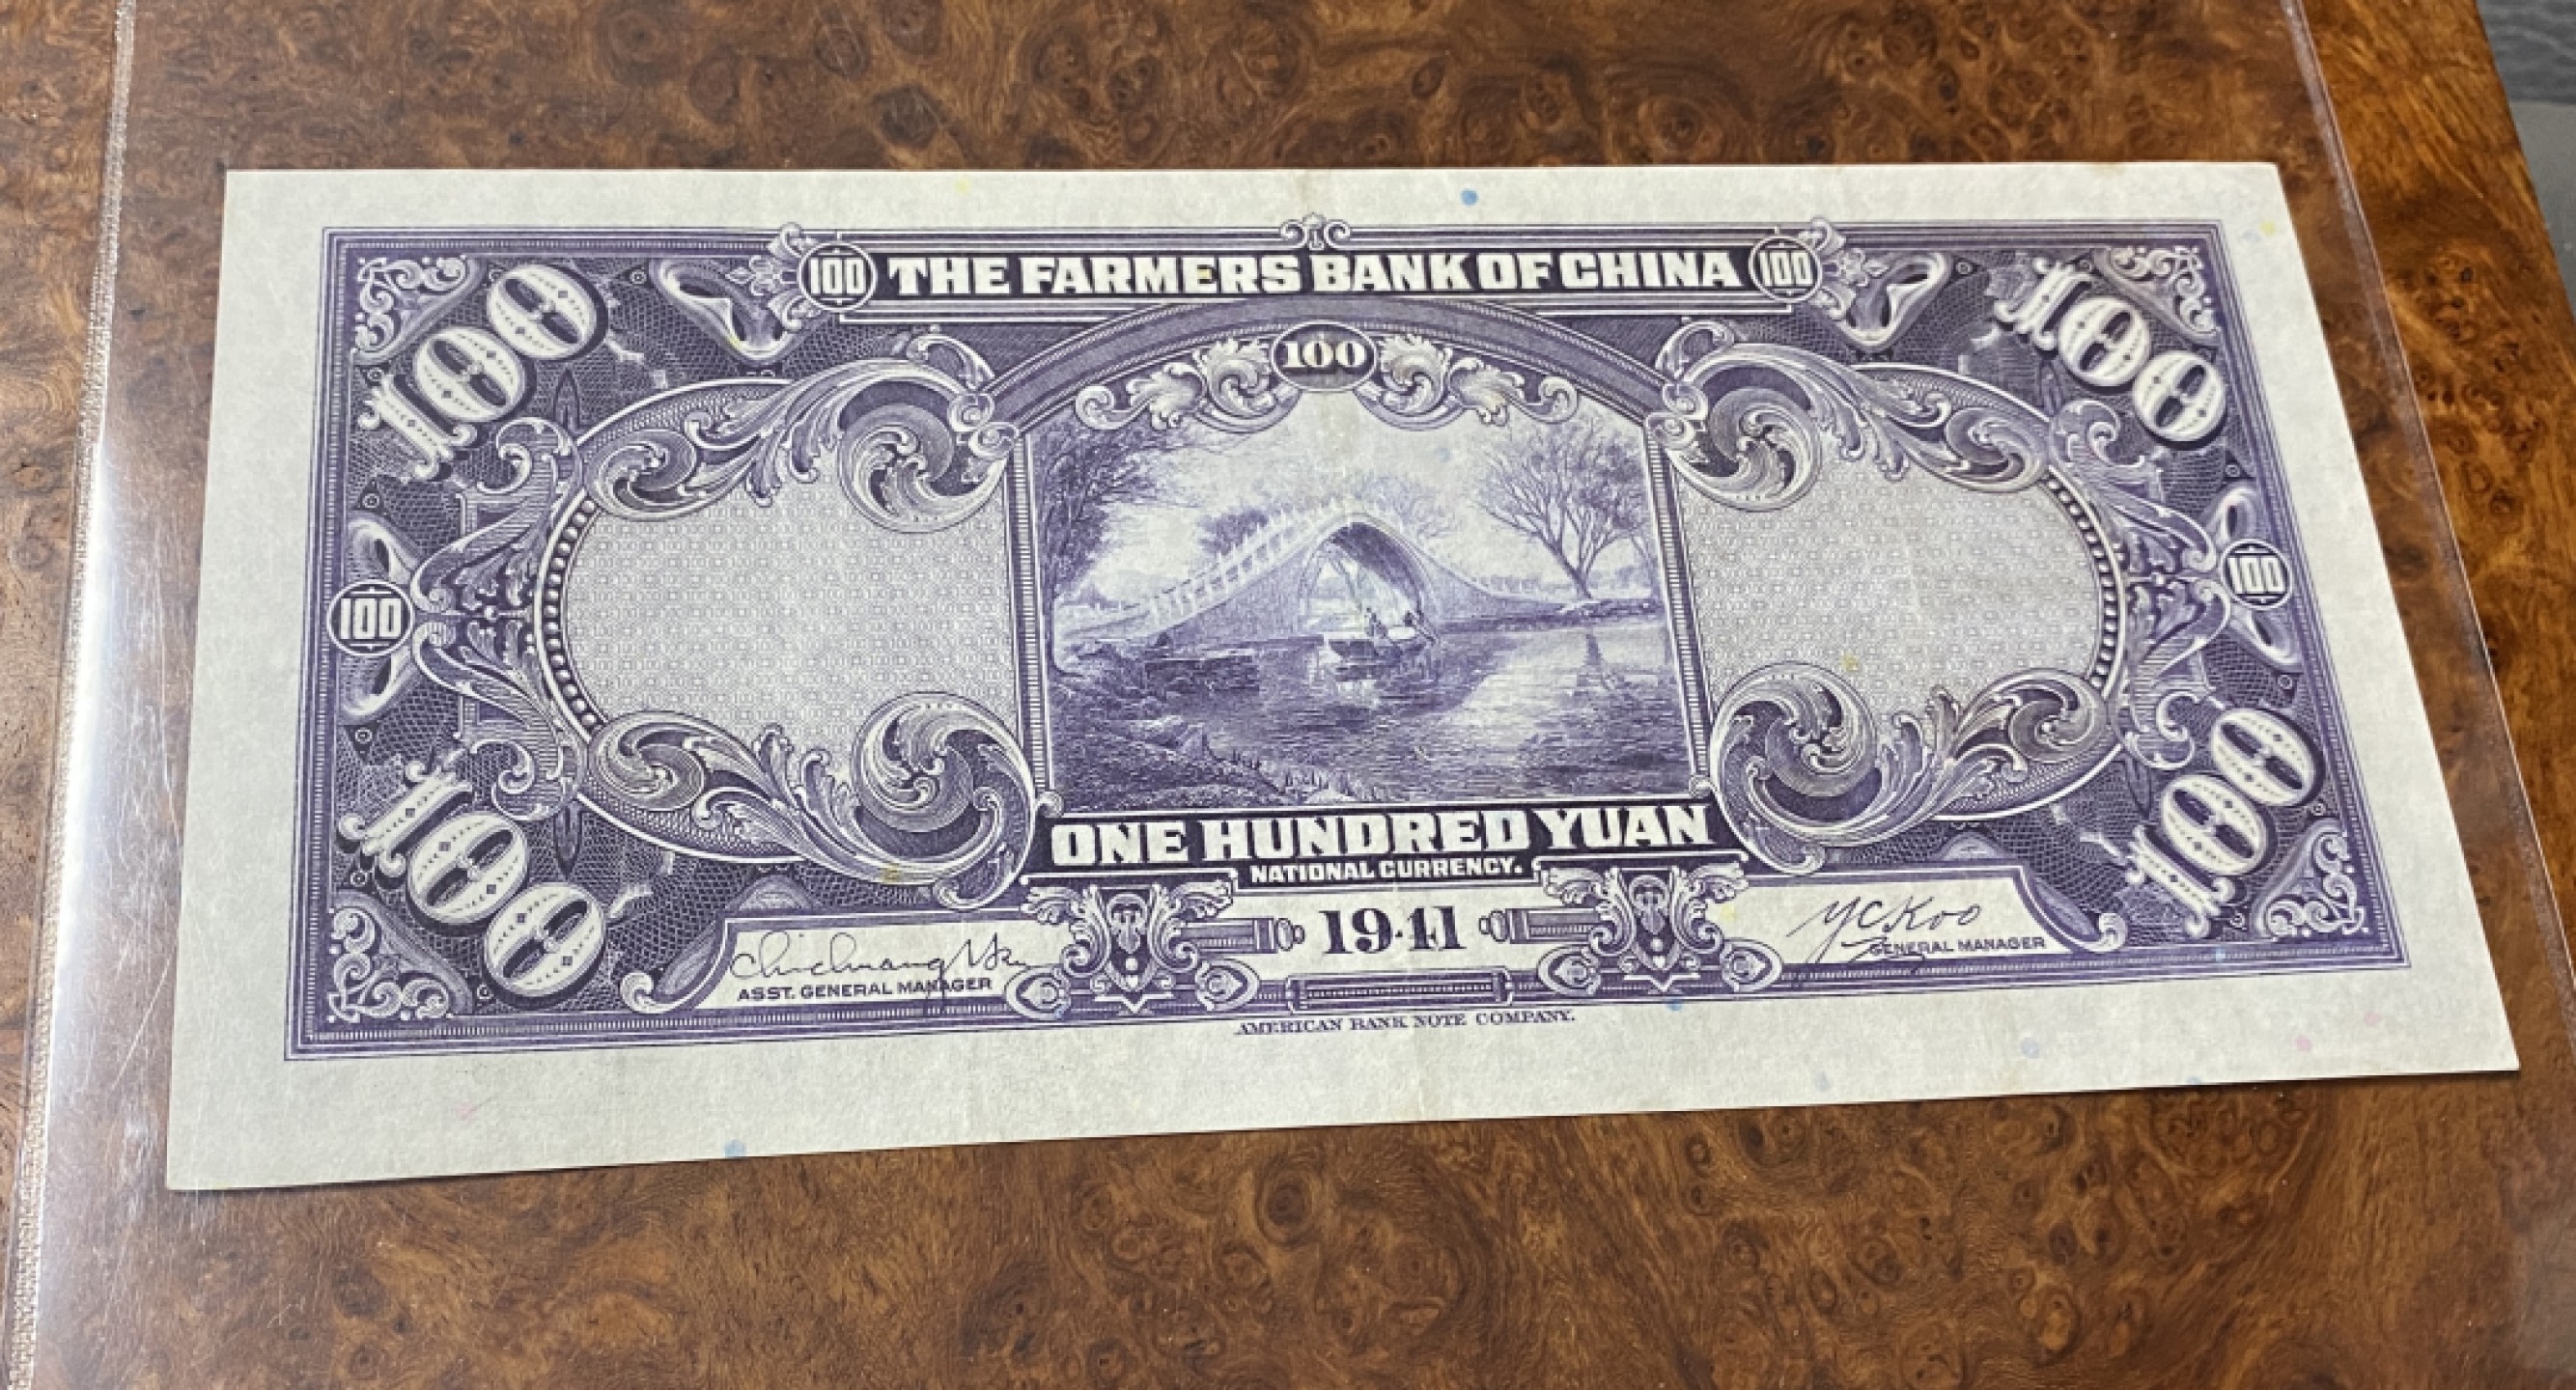 100 THE FARMERS BANK OF CHINA 100
100 100 100
100 100
ONE HUNDRED YUAN
NATIONAL CURRENCY.
100 100
1941
Y C Koo
GENERAL MANAGER
ASST. GENERAL MANAGER
AMERICAN BANK NOTE COMPANY.